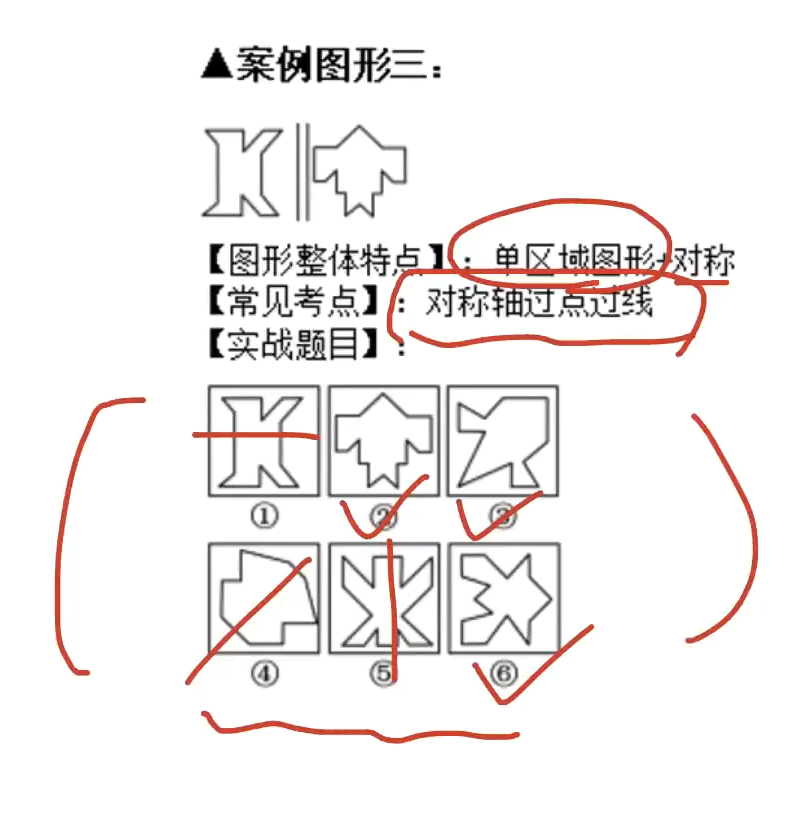 ▲案例图形三：
【图形整体特点】：单区域图形+对称
【常见考点】：对称轴过点过线
【实战题目】：
① ② ③
④ ⑤ ⑥